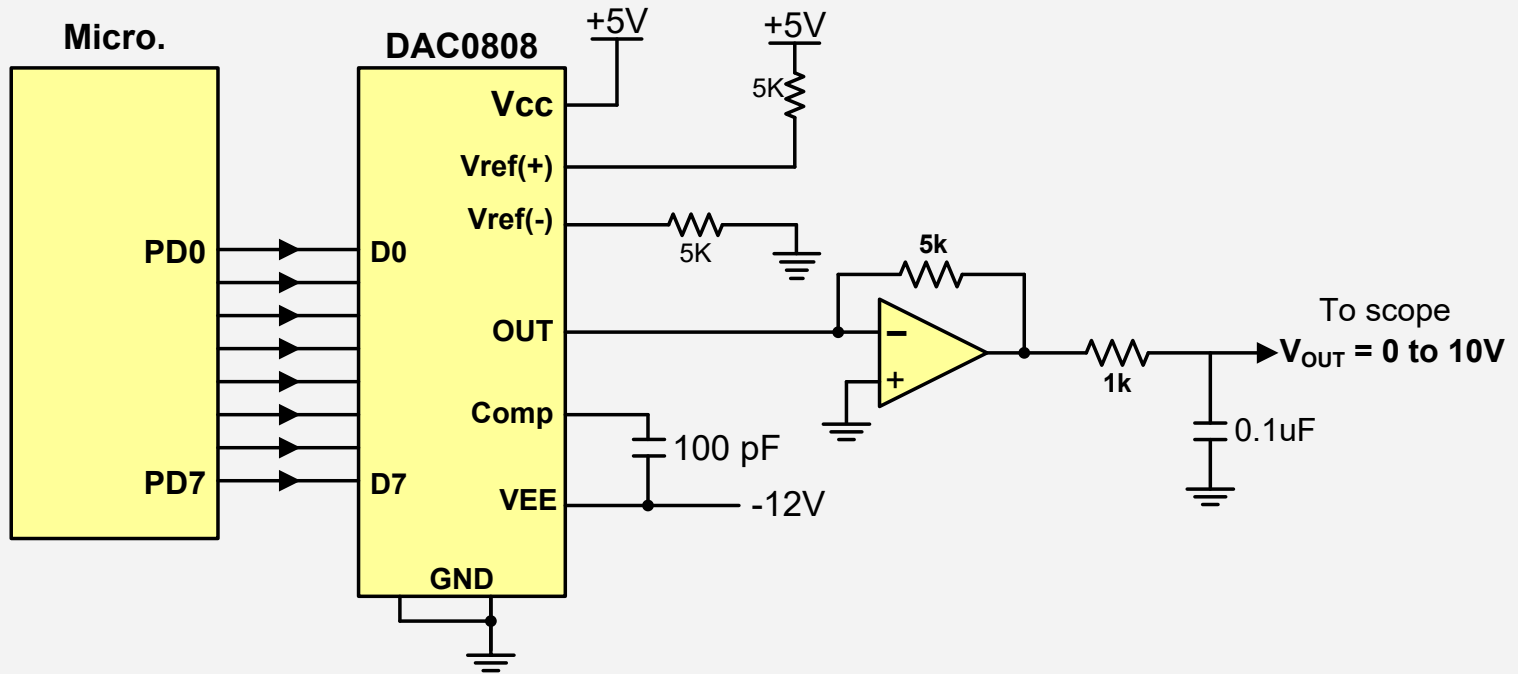 Micro.
DAC0808
+5V
+5V
Vcc
5K
Vref(+)
Vref(-)
5K
PD0
D0
5k
OUT
−
+
To scope
VOUT = 0 to 10V
1k
Comp
100 pF
0.1uF
PD7
D7
VEE
-12V
GND